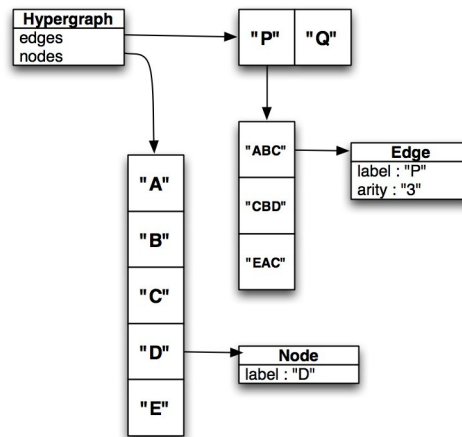 Hypergraph
edges
nodes
"P" "Q"
"ABC"
"CBD"
"EAC"
Edge
label : "P"
arity : "3"
"A"
"B"
"C"
"D"
"E"
Node
label : "D"